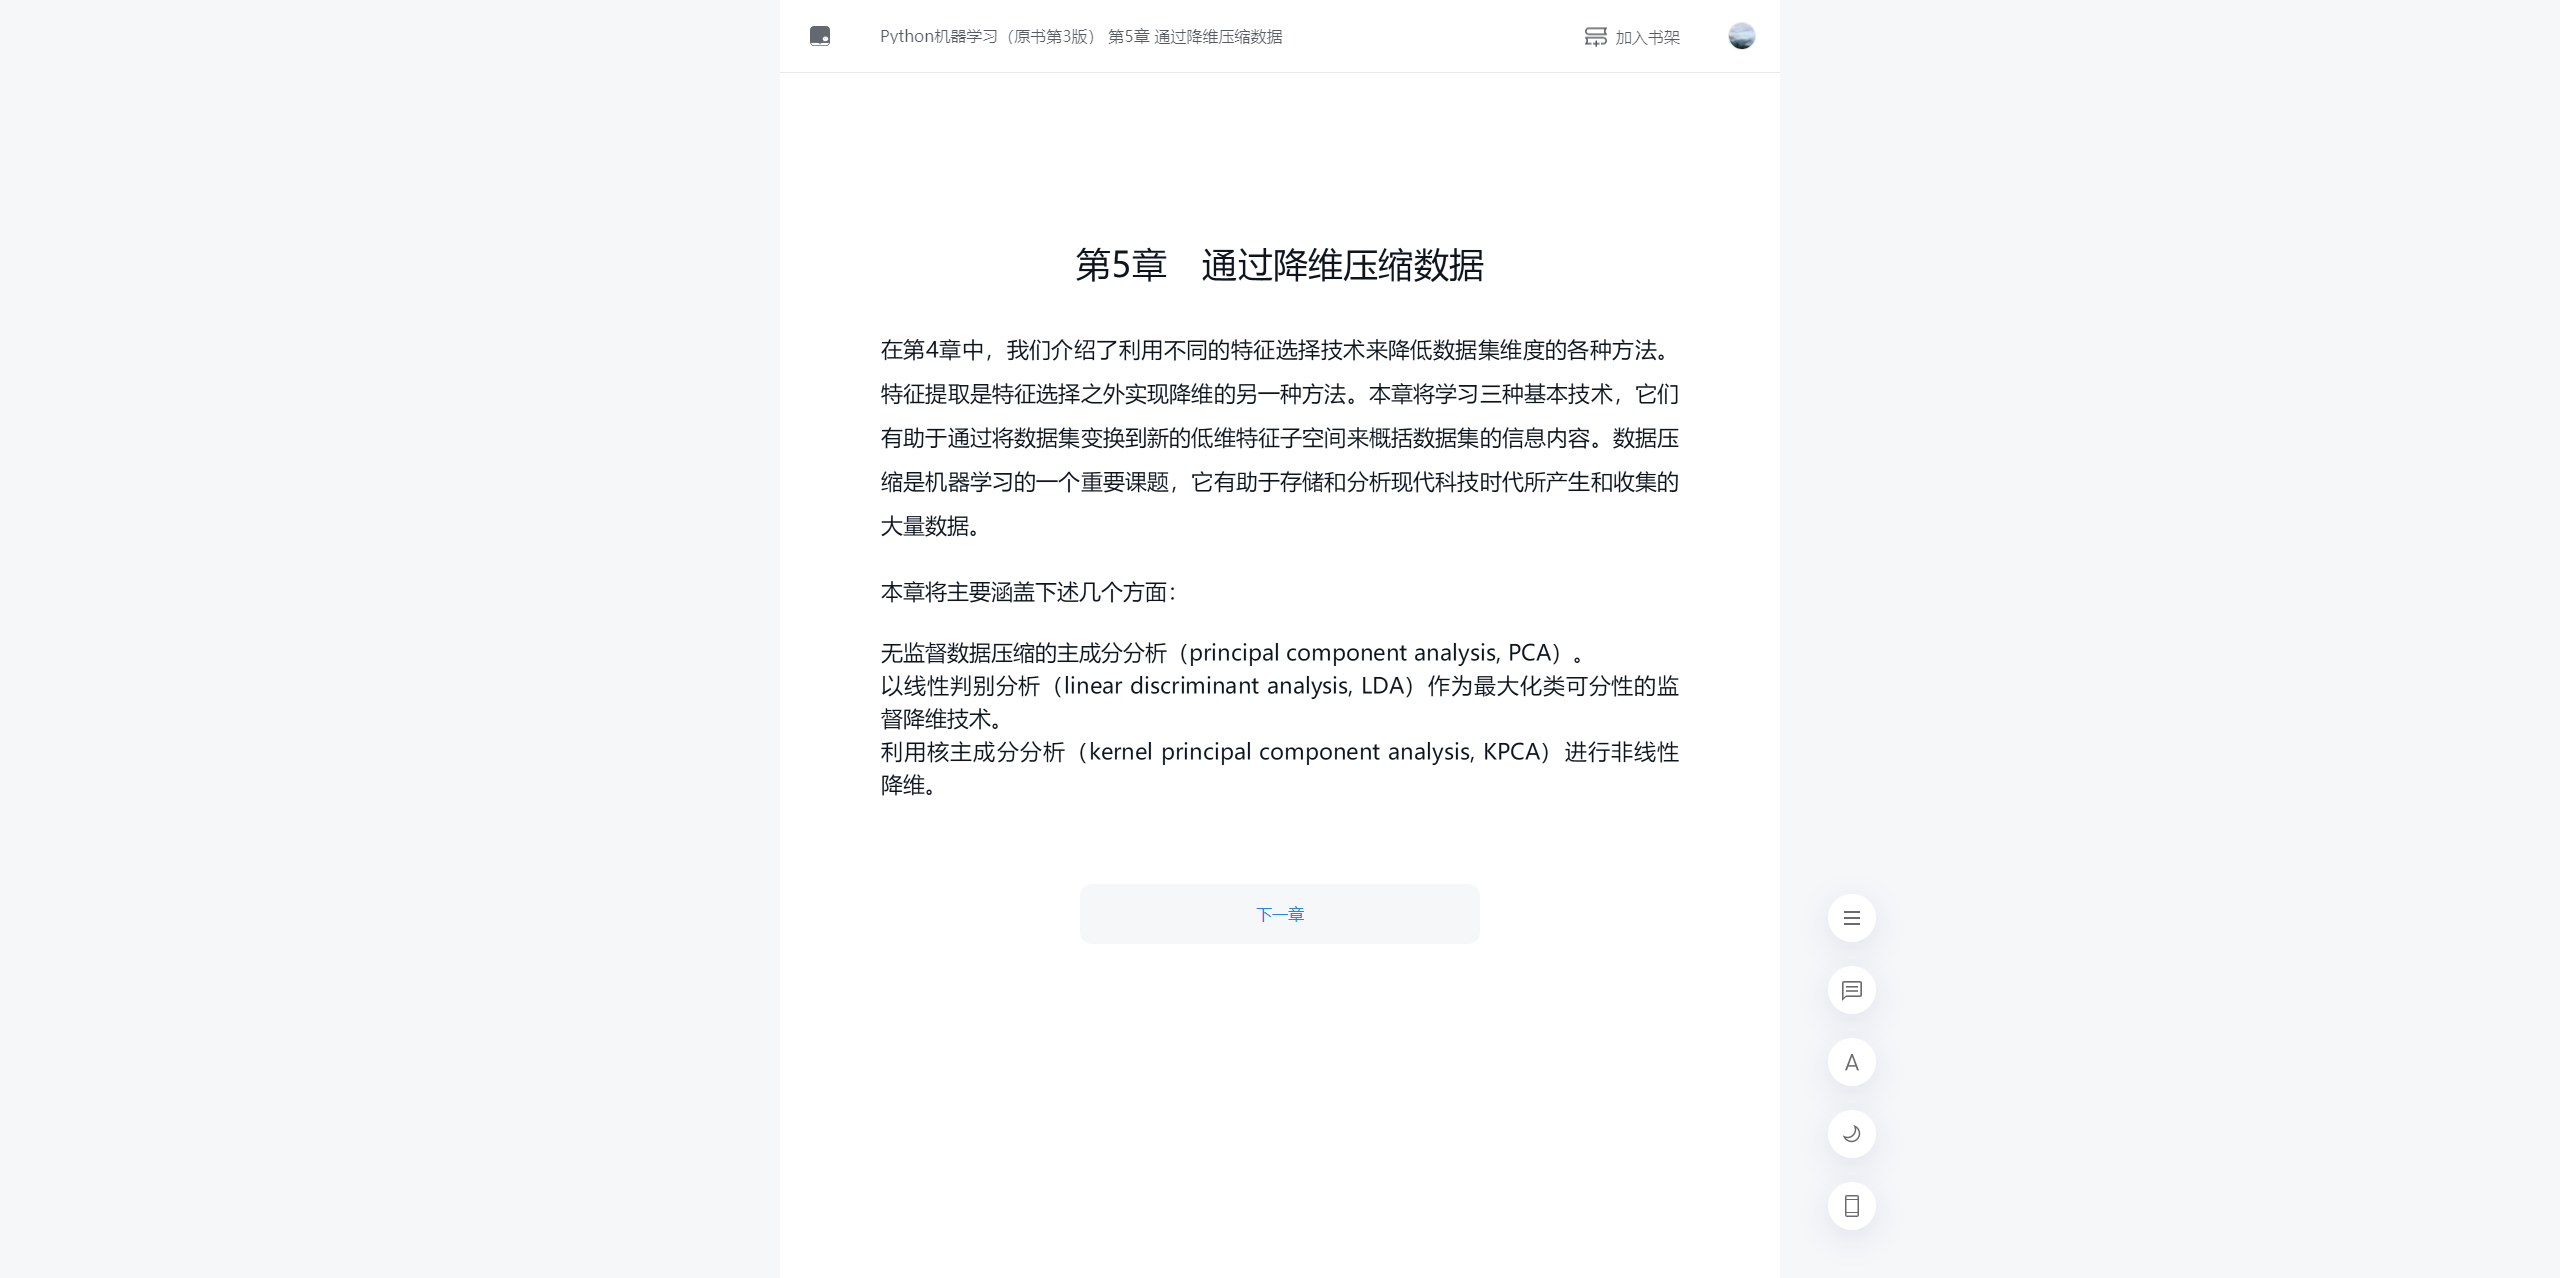 Python机器学习（原书第3版） 第5章 通过降维压缩数据
加入书架
第5章　通过降维压缩数据
在第4章中，我们介绍了利用不同的特征选择技术来降低数据集维度的各种方法。
特征提取是特征选择之外实现降维的另一种方法。本章将学习三种基本技术，它们
有助于通过将数据集变换到新的低维特征子空间来概括数据集的信息内容。数据压
缩是机器学习的一个重要课题，它有助于存储和分析现代科技时代所产生和收集的
大量数据。
本章将主要涵盖下述几个方面：
无监督数据压缩的主成分分析（principal component analysis, PCA）。
以线性判别分析（linear discriminant analysis, LDA）作为最大化类可分性的监
督降维技术。
利用核主成分分析（kernel principal component analysis, KPCA）进行非线性
降维。
下一章
A